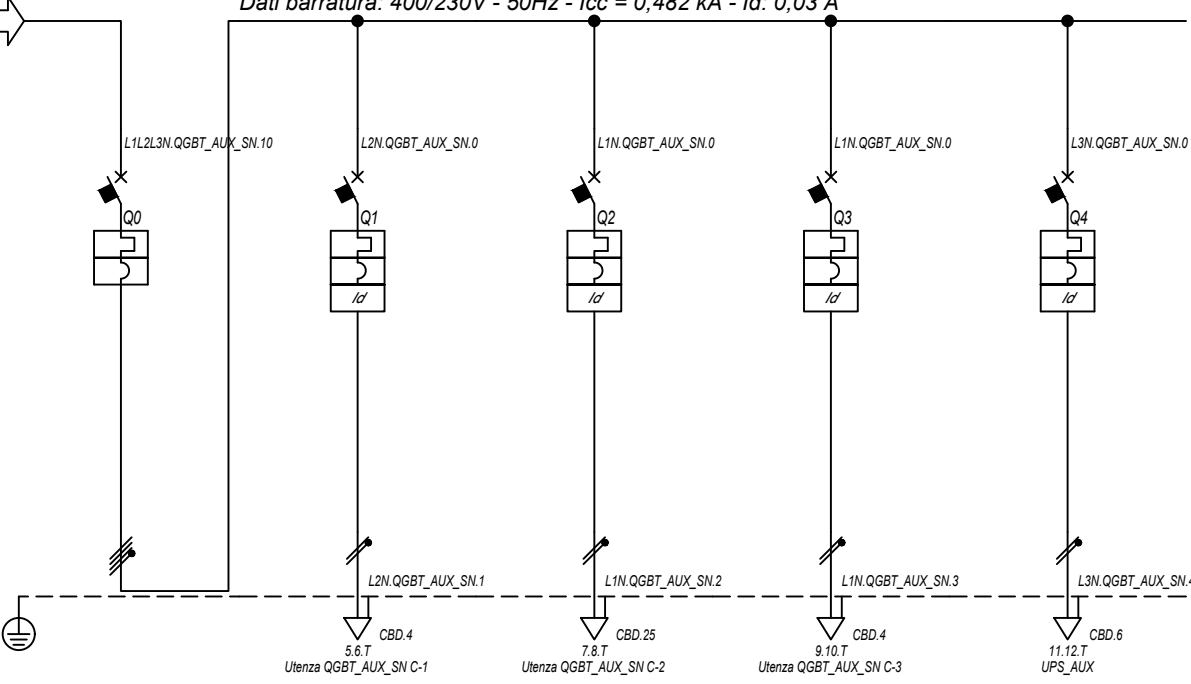 Dati barratura: 400/230V - 50Hz - Icc = 0,482 kA - Id: 0,03 A
L1L2L3N.QGBT_AUX_SN.10
L2N.QGBT_AUX_SN.0
L1N.QGBT_AUX_SN.0
L1N.QGBT_AUX_SN.0
L3N.QGBT_AUX_SN.0
Q0
Q1
Q2
Q3
Q4
Id
Id
Id
Id
L2N.QGBT_AUX_SN.1
L1N.QGBT_AUX_SN.2
L1N.QGBT_AUX_SN.3
L3N.QGBT_AUX_SN.4
CBD.4
CBD.25
CBD.4
CBD.6
5.6.T
7.8.T
9.10.T
11.12.T
Utenza QGBT_AUX_SN C-1
Utenza QGBT_AUX_SN C-2
Utenza QGBT_AUX_SN C-3
UPS_AUX